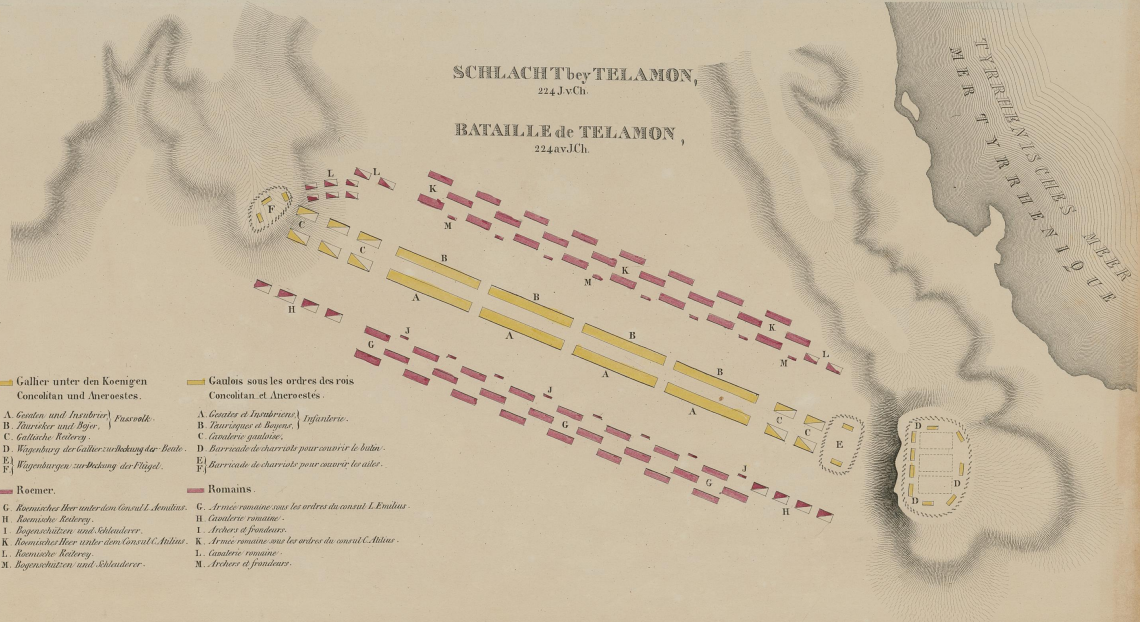 SCHLACHT bey TELAMON,
224 J.v.Ch.
BATAILLE de TELAMON,
224 av.J.Ch.
TYRRHENISCHES MEER
MER TYRRHENIQUE
L
L
K
F
M
C
C
B
K
M
A
B
H
J
G
A
B
K
M
L
A
B
J
G
A
C
C
E
D
D
D
J
G
H
Gallier unter den Koenigen
Concolitan und Aneroestes.
A. Gesaten und Insubrier } Fussvolk.
B. Taurisker und Bojer. }
C. Gallische Reiterey.
D. Wagenburg der Gallier zur Deckung der Beute.
E } Wagenburgen zur Deckung der Flügel.
F }
Roemer.
G. Roemisches Heer unter dem Consul L. Aemilius.
H. Roemische Reiterey.
I. Bogenschützen und Schleuderer.
K. Roemisches Heer unter dem Consul C. Atilius.
L. Roemische Reiterey.
M. Bogenschützen und Schleuderer.
Gaulois sous les ordres des rois
Concolitan et Aneroestes.
A. Gesates et Insubriens, } Infanterie.
B. Taurisques et Boyens, }
C. Cavalerie gauloise,
D. Barricade de charriots pour couvrir le butin.
E } Barricade de charriots pour couvrir les ailes.
F }
Romains.
G. Armée romaine sous les ordres du consul L. Emilius.
H. Cavalerie romaine.
I. Archers et frondeurs.
K. Armée romaine sous les ordres du consul C. Atilius.
L. Cavalerie romaine.
M. Archers et frondeurs.